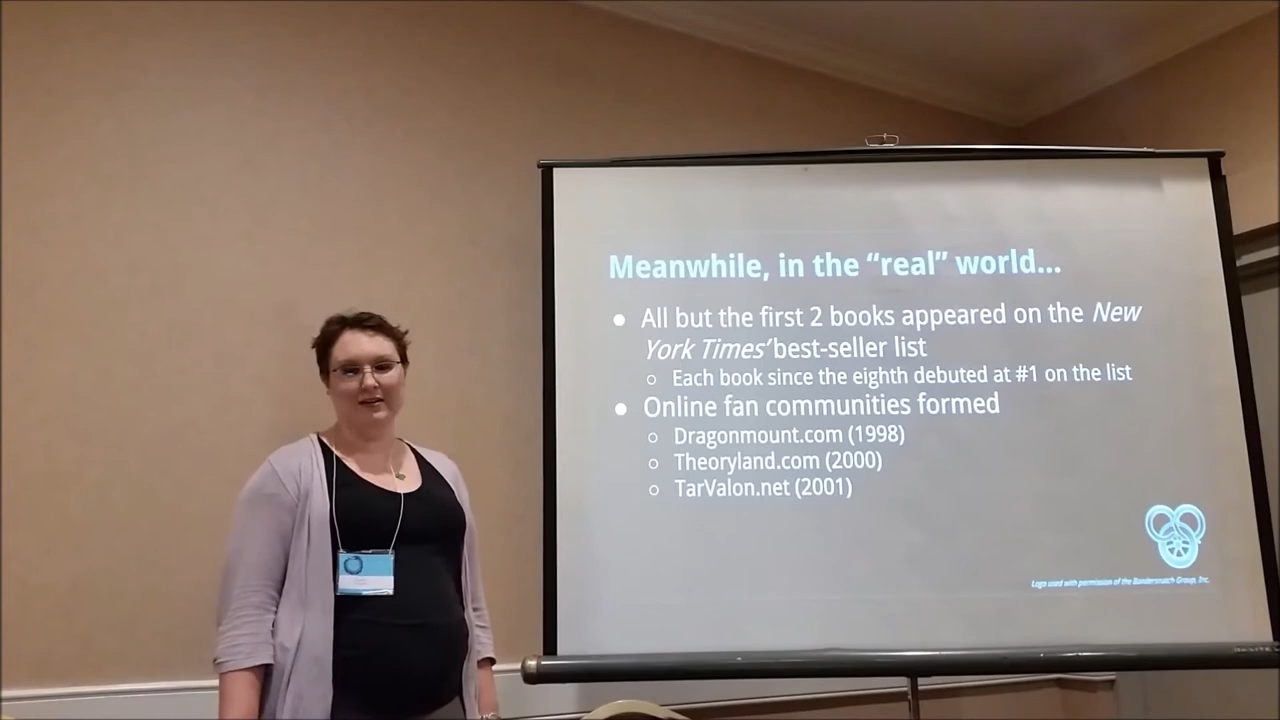 Meanwhile, in the “real” world...
● All but the first 2 books appeared on the New
York Times’ best-seller list
○ Each book since the eighth debuted at #1 on the list
● Online fan communities formed
○ Dragonmount.com (1998)
○ Theoryland.com (2000)
○ TarValon.net (2001)
Logo used with permission of the Bandersnatch Group, Inc.